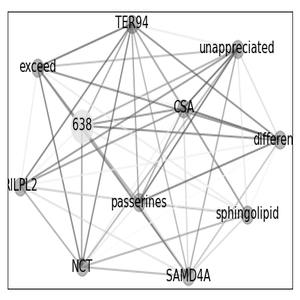 TER94
unappreciated
exceed
CSA
638
differen
RILPL2
passerines
sphingolipid
NCT
SAMD4A